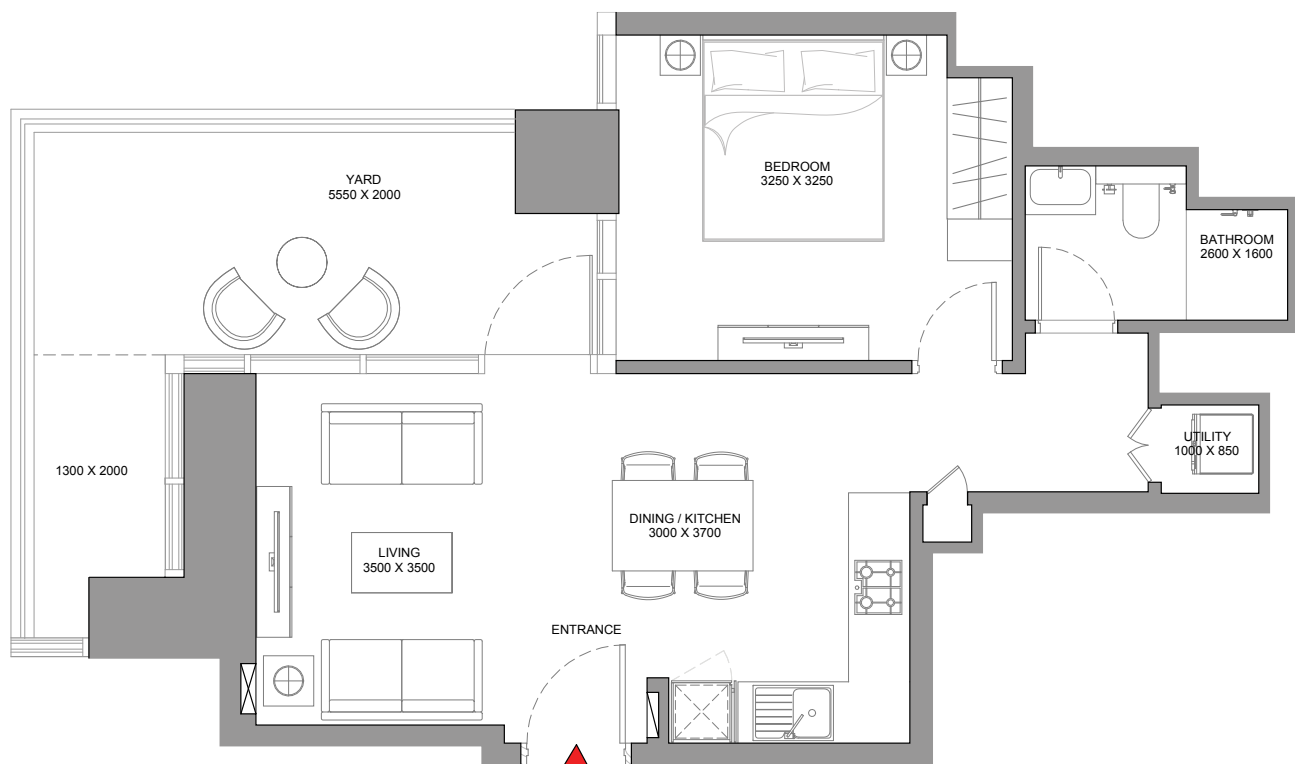 BEDROOM
3250 X 3250
YARD
5550 X 2000
BATHROOM
2600 X 1600
UTILITY
1000 X 850
1300 X 2000
DINING / KITCHEN
3000 X 3700
LIVING
3500 X 3500
ENTRANCE